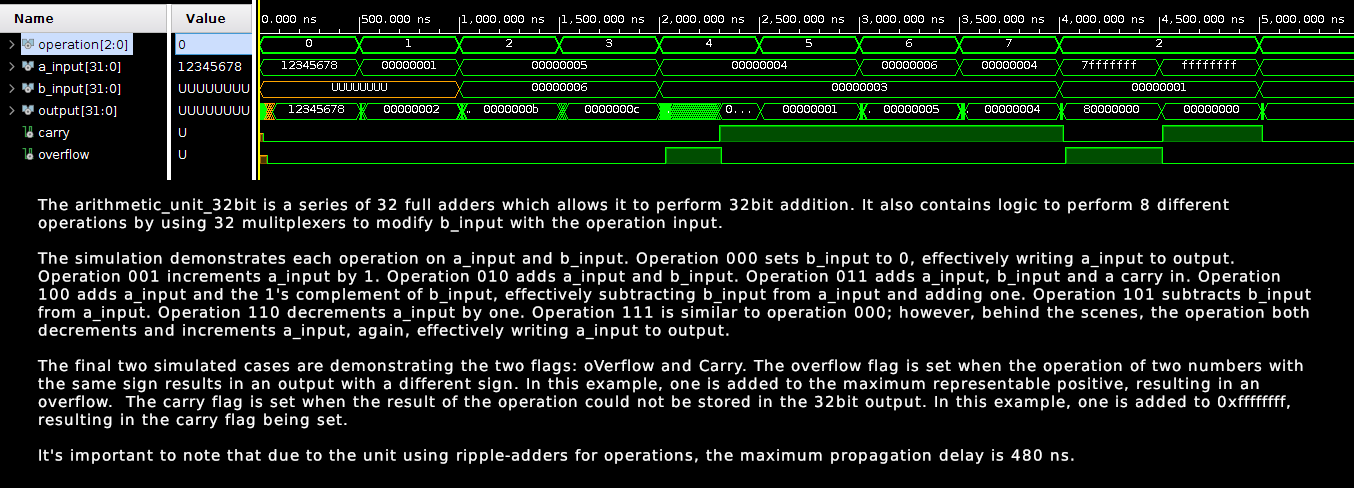 Name Value 0.000 ns 500.000 ns 1,000.000 ns 1,500.000 ns 2,000.000 ns 2,500.000 ns 3,000.000 ns 3,500.000 ns 4,000.000 ns 4,500.000 ns 5,000.000 ns
operation[2:0] 0 0 1 2 3 4 5 6 7 2
a_input[31:0] 12345678 12345678 00000001 00000005 00000004 00000006 00000004 7fffffff ffffffff
b_input[31:0] UUUUUUUU UUUUUUUU 00000006 00000003 00000001
output[31:0] UUUUUUUU 12345678 00000002 . 0000000b 0000000c 0... 00000001 . 00000005 00000004 80000000 00000000
carry U
overflow U
The arithmetic_unit_32bit is a series of 32 full adders which allows it to perform 32bit addition. It also contains logic to perform 8 different
operations by using 32 mulitplexers to modify b_input with the operation input.
The simulation demonstrates each operation on a_input and b_input. Operation 000 sets b_input to 0, effectively writing a_input to output.
Operation 001 increments a_input by 1. Operation 010 adds a_input and b_input. Operation 011 adds a_input, b_input and a carry in. Operation
100 adds a_input and the 1's complement of b_input, effectively subtracting b_input from a_input and adding one. Operation 101 subtracts b_input
from a_input. Operation 110 decrements a_input by one. Operation 111 is similar to operation 000; however, behind the scenes, the operation both
decrements and increments a_input, again, effectively writing a_input to output.
The final two simulated cases are demonstrating the two flags: oVerflow and Carry. The overflow flag is set when the operation of two numbers with
the same sign results in an output with a different sign. In this example, one is added to the maximum representable positive, resulting in an
overflow.  The carry flag is set when the result of the operation could not be stored in the 32bit output. In this example, one is added to 0xffffffff,
resulting in the carry flag being set.
It's important to note that due to the unit using ripple-adders for operations, the maximum propagation delay is 480 ns.